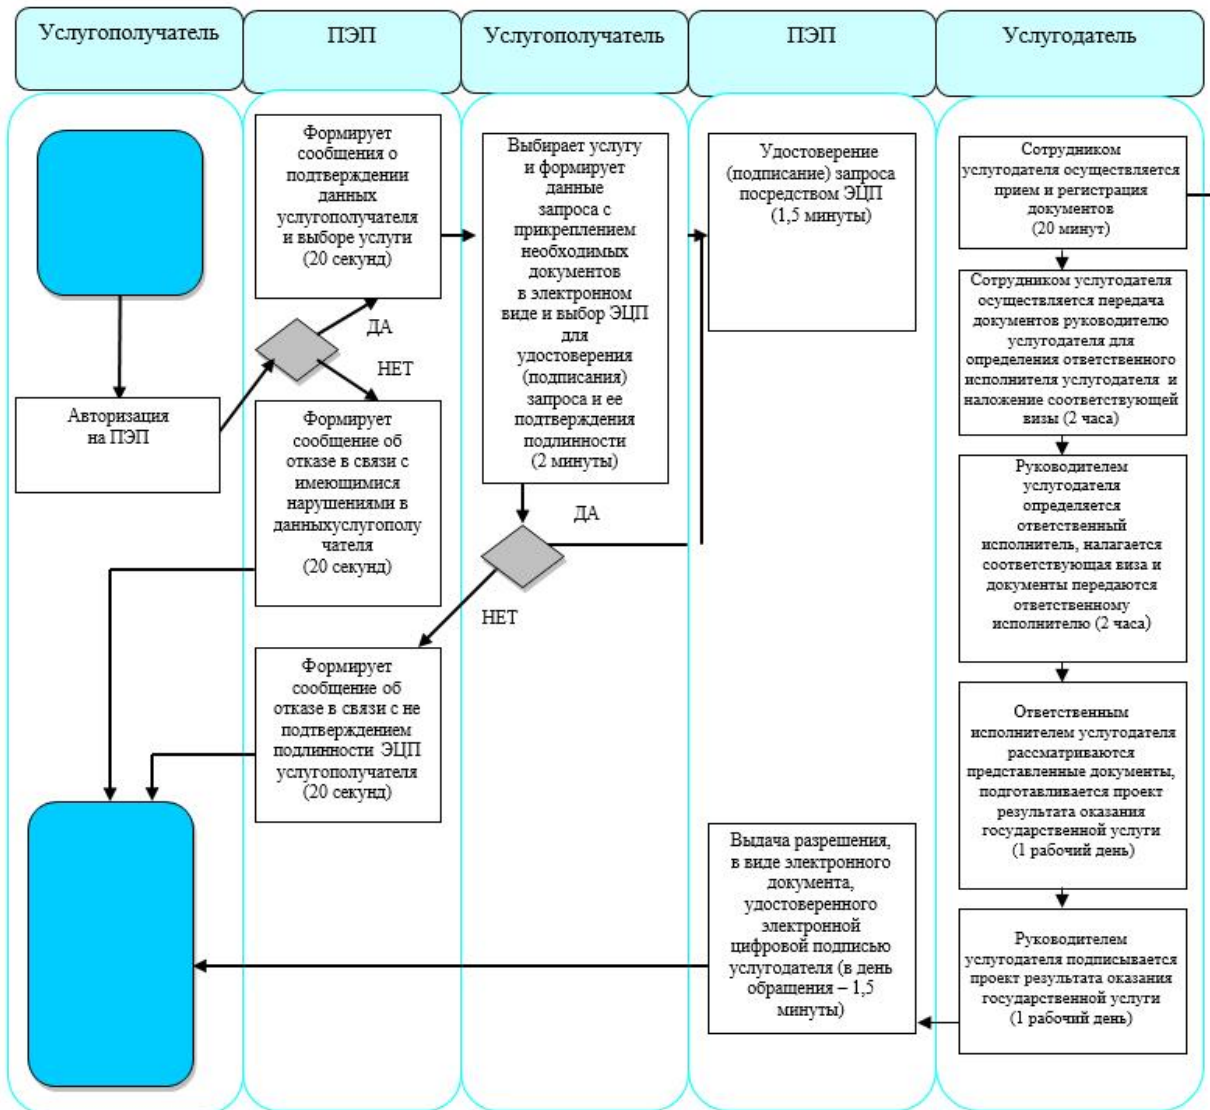 Услугополучатель
ПЭП
Услугополучатель
ПЭП
Услугодатель
Авторизация
на ПЭП
Формирует
сообщения о
подтверждении
данных
услугополучателя
и выборе услуги
(20 секунд)
ДА
НЕТ
Формирует
сообщение об
отказе в связи с
имеющимися
нарушениями в
данныхуслугополу
чателя
(20 секунд)
Формирует
сообщение об
отказе в связи с не
подтверждением
подлинности ЭЦП
услугополучателя
(20 секунд)
Выбирает услугу
и формирует
данные
запроса с
прикреплением
необходимых
документов
в электронном
виде и выбор ЭЦП
для
удостоверения
(подписания)
запроса и ее
подтверждения
подлинности
(2 минуты)
ДА
НЕТ
Удостоверение
(подписание) запроса
посредством ЭЦП
(1,5 минуты)
Выдача разрешения,
в виде электронного
документа,
удостоверенного
электронной
цифровой подписью
услугодателя (в день
обращения – 1,5
минуты)
Сотрудником
услугодателя осуществляется
прием и регистрация
документов
(20 минут)
Сотрудником услугодателя
осуществляется передача
документов руководителю
услугодателя для
определения ответственного
исполнителя услугодателя и
наложение соответствующей
визы (2 часа)
Руководителем
услугодателя
определяется
ответственный
исполнитель, налагается
соответствующая виза и
документы передаются
ответственному
исполнителю (2 часа)
Ответственным
исполнителем услугодателя
рассматриваются
представленные документы,
подготавливается проект
результата оказания
государственной услуги
(1 рабочий день)
Руководителем
услугодателя подписывается
проект результата оказания
государственной услуги
(1 рабочий день)